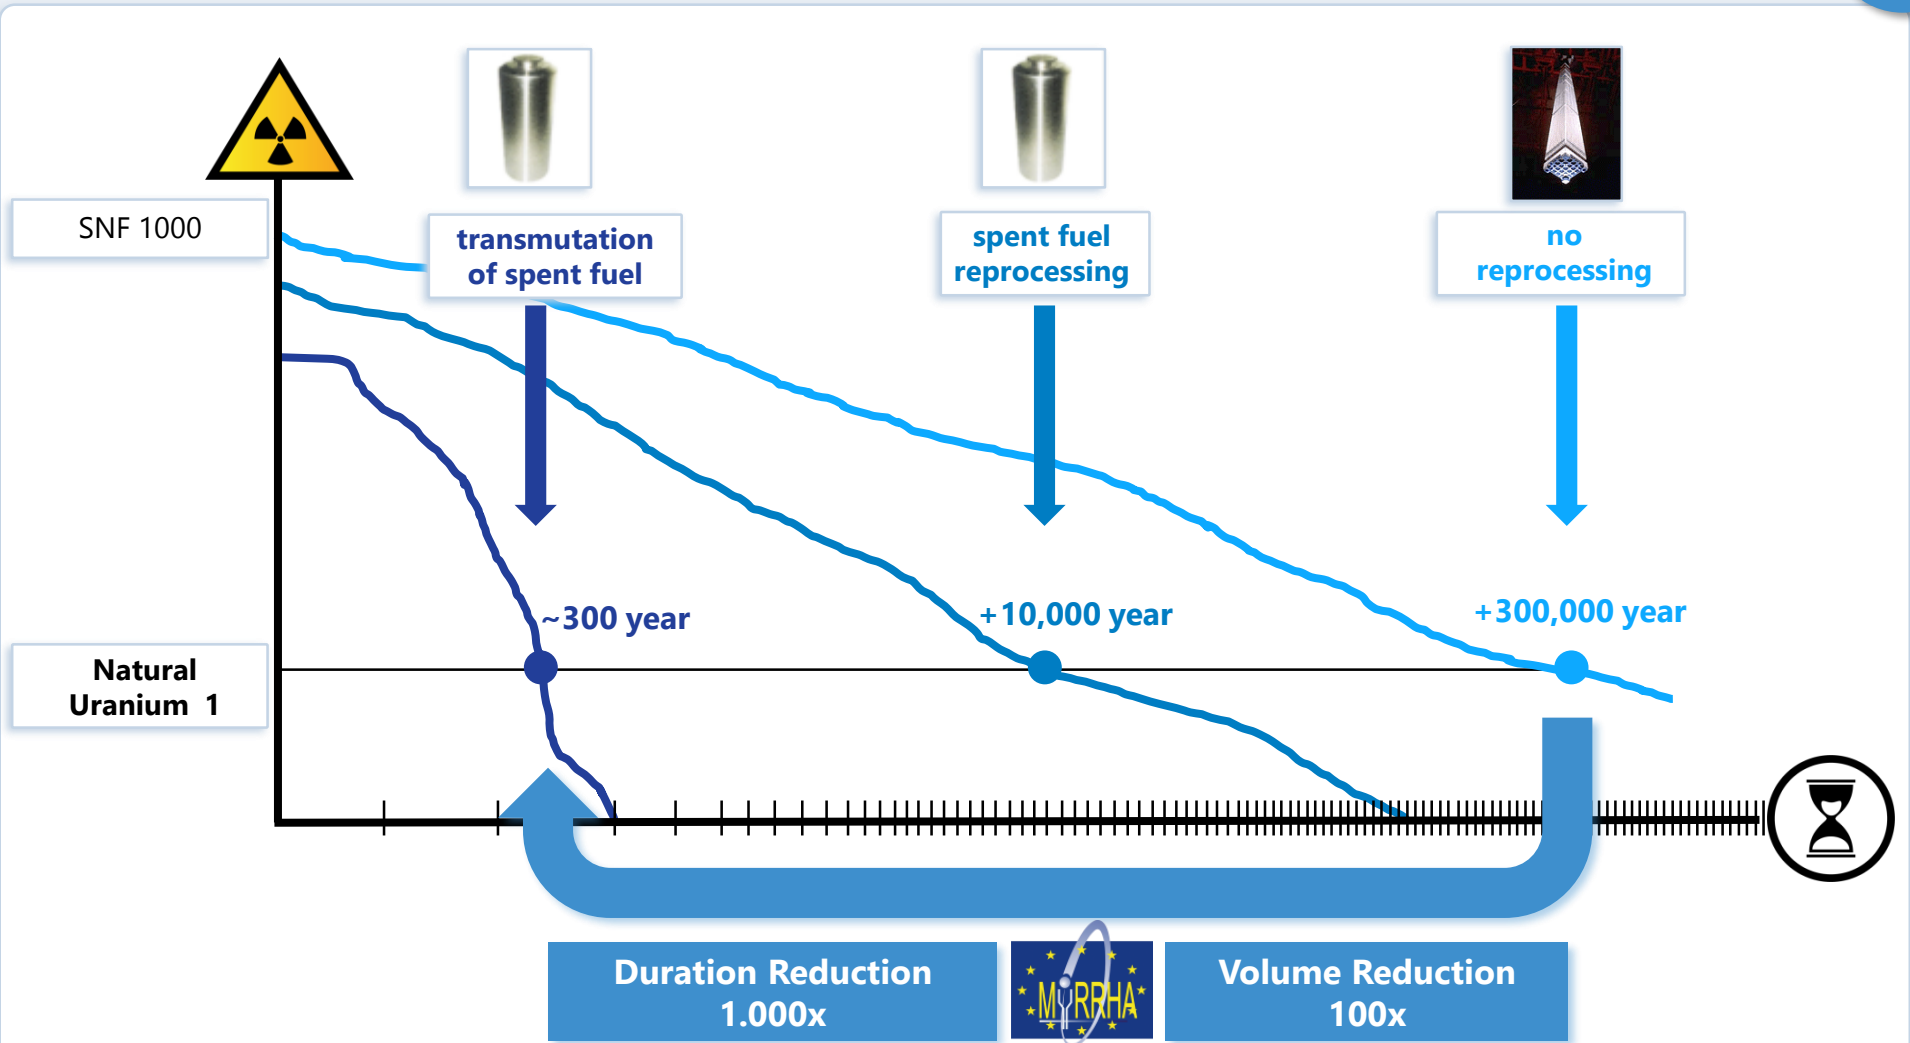 SNF 1000
transmutation
of spent fuel
spent fuel
reprocessing
no
reprocessing
~300 year
+10,000 year
+300,000 year
Natural
Uranium 1
Duration Reduction
1.000x
MYRRHA
Volume Reduction
100x